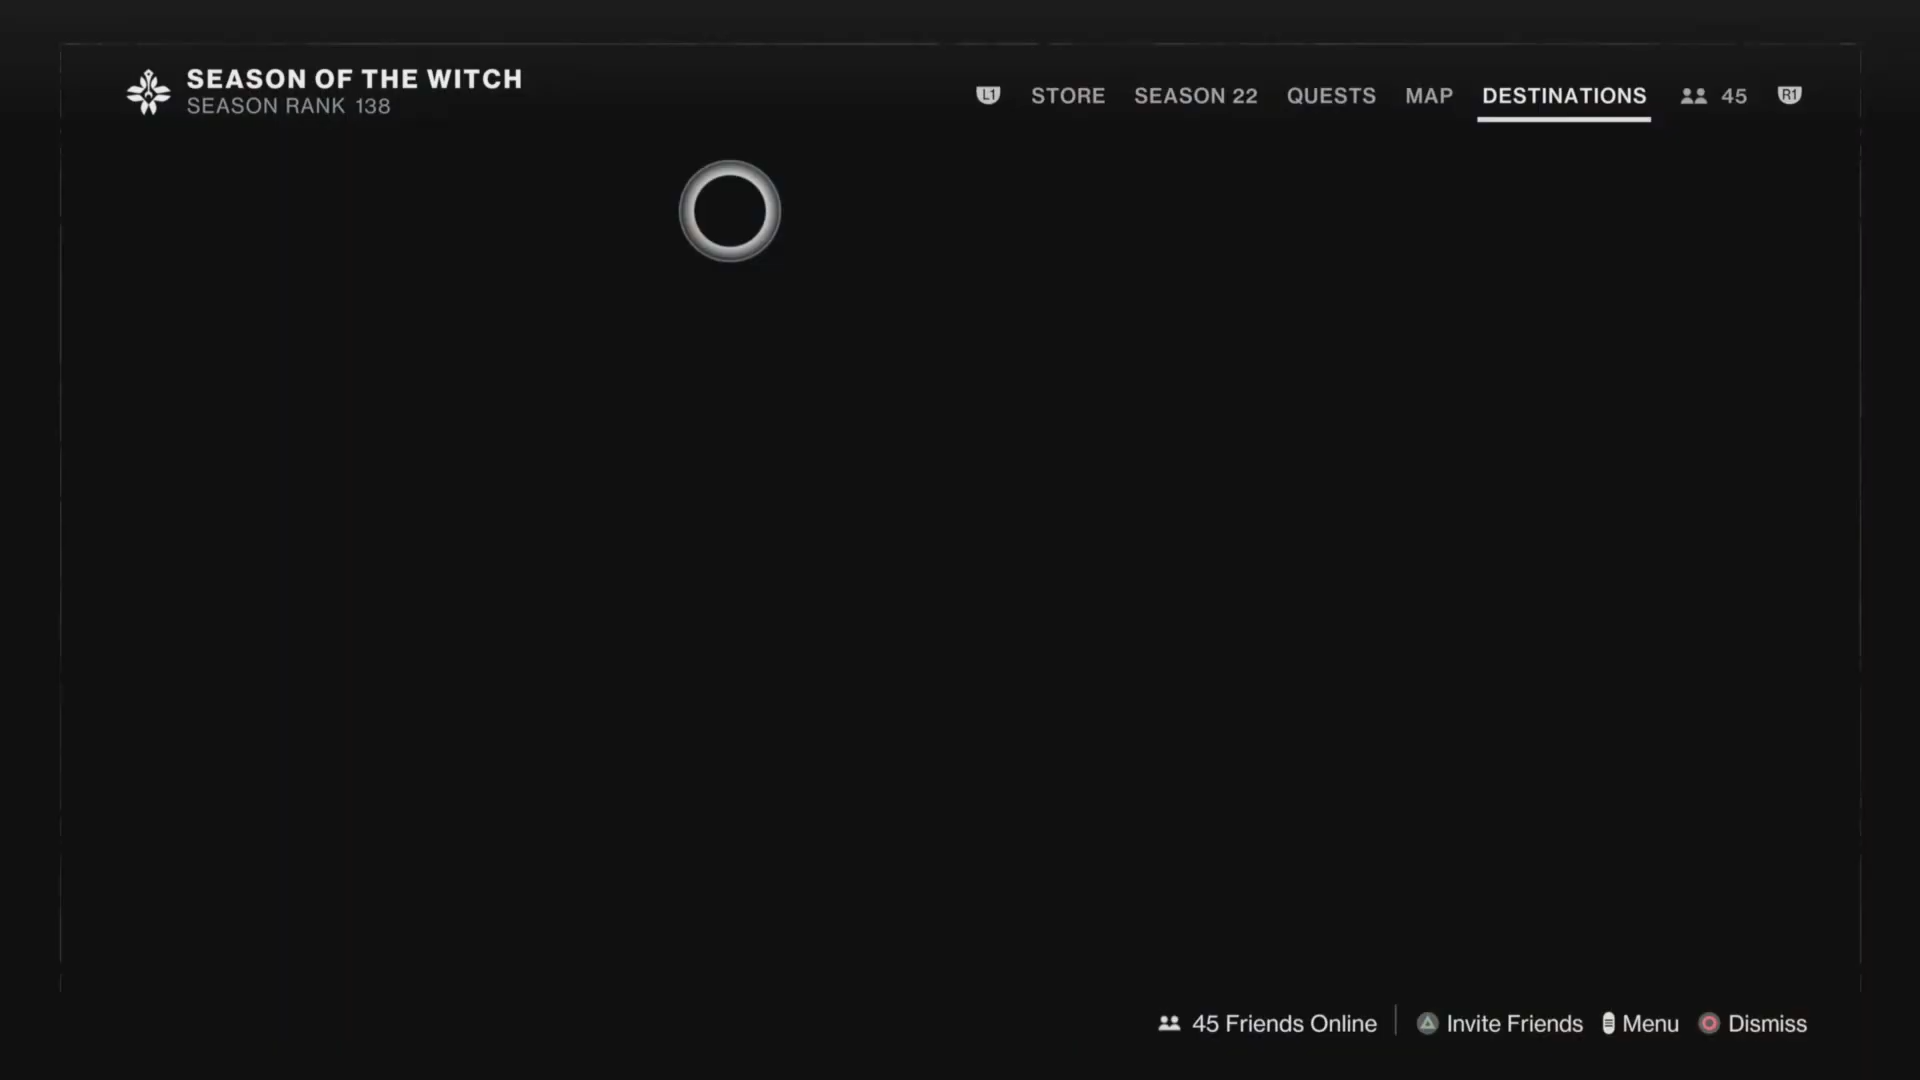 SEASON OF THE WITCH
SEASON RANK 138
L1 STORE SEASON 22 QUESTS MAP DESTINATIONS 45 R1
45 Friends Online Invite Friends Menu Dismiss